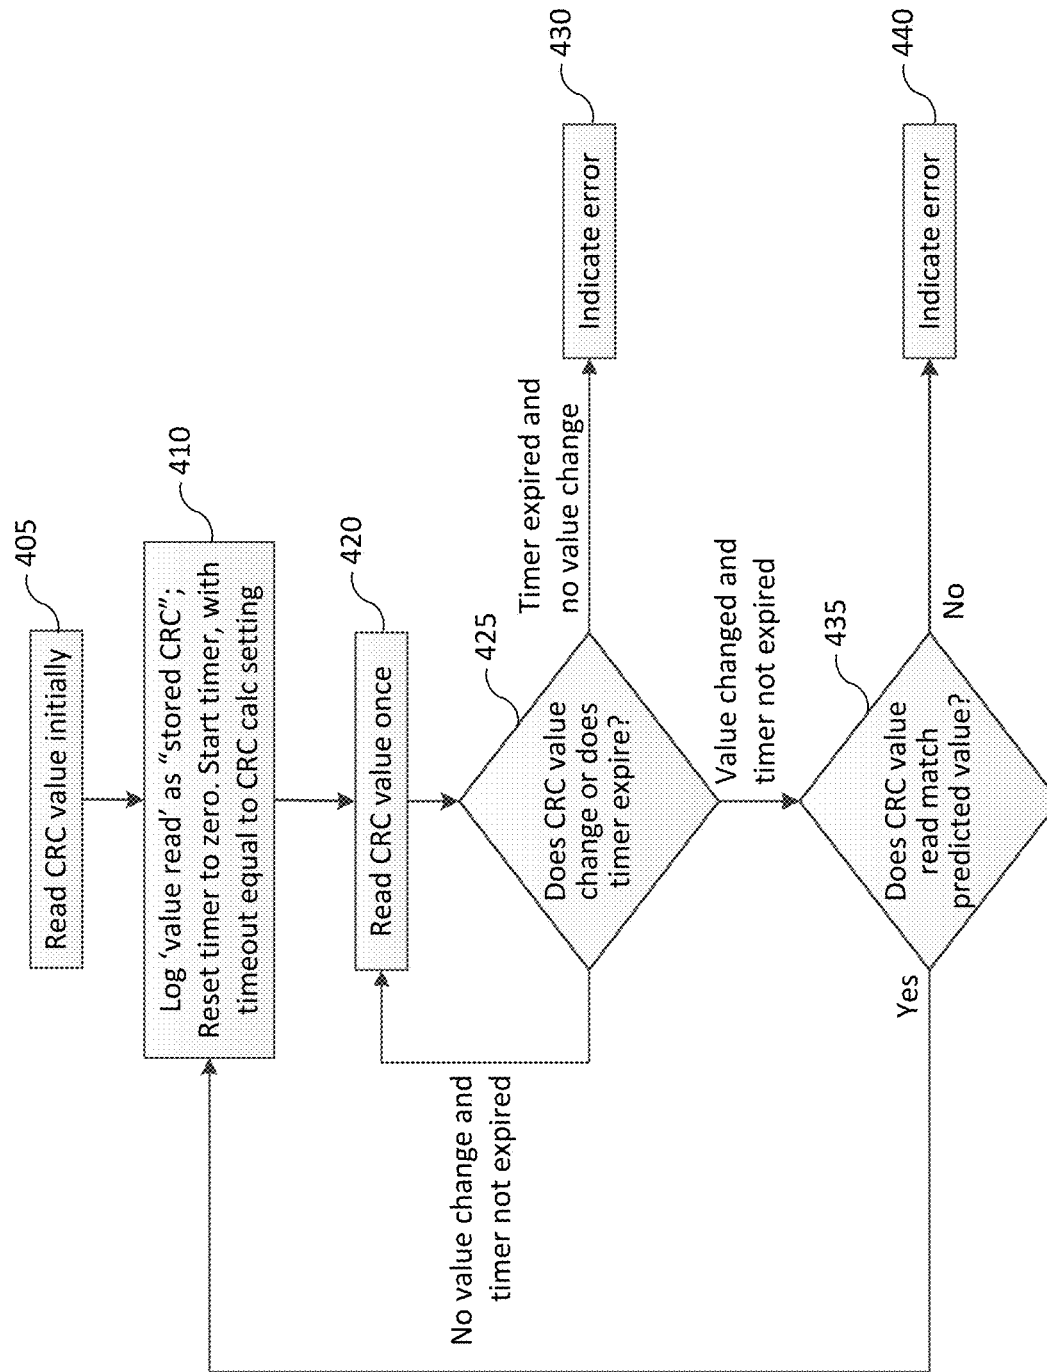 405
Read CRC value initially
410
Log ‘value read’ as “stored CRC”;
Reset timer to zero. Start timer, with
timeout equal to CRC calc setting
420
Read CRC value once
No value change and
timer not expired
425
Does CRC value
change or does
timer expire?
Timer expired and
no value change
430
Indicate error
Value changed and
timer not expired
435
Does CRC value
read match
predicted value?
Yes
No
440
Indicate error